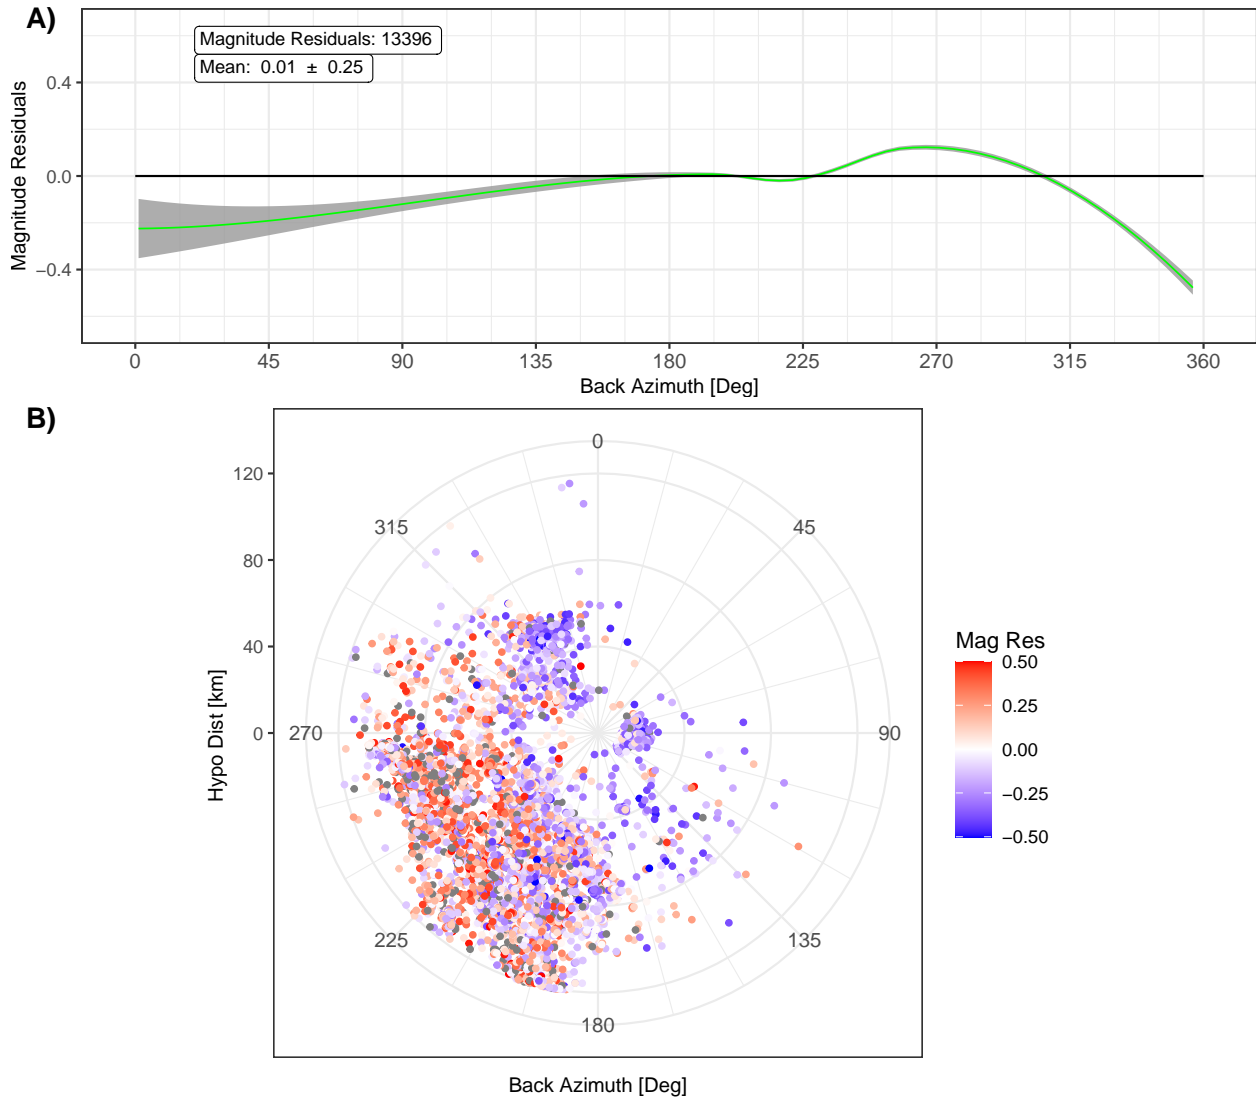 A)
Magnitude Residuals: 13396
Mean:  0.01  ±  0.25
Magnitude Residuals
0.4
0.0
−0.4
0 45 90 135 180 225 270 315 360
Back Azimuth [Deg]
B)
Hypo Dist [km]
120
80
40
0
0
45
90
135
180
225
270
315
Back Azimuth [Deg]
Mag Res
0.50
0.25
0.00
−0.25
−0.50